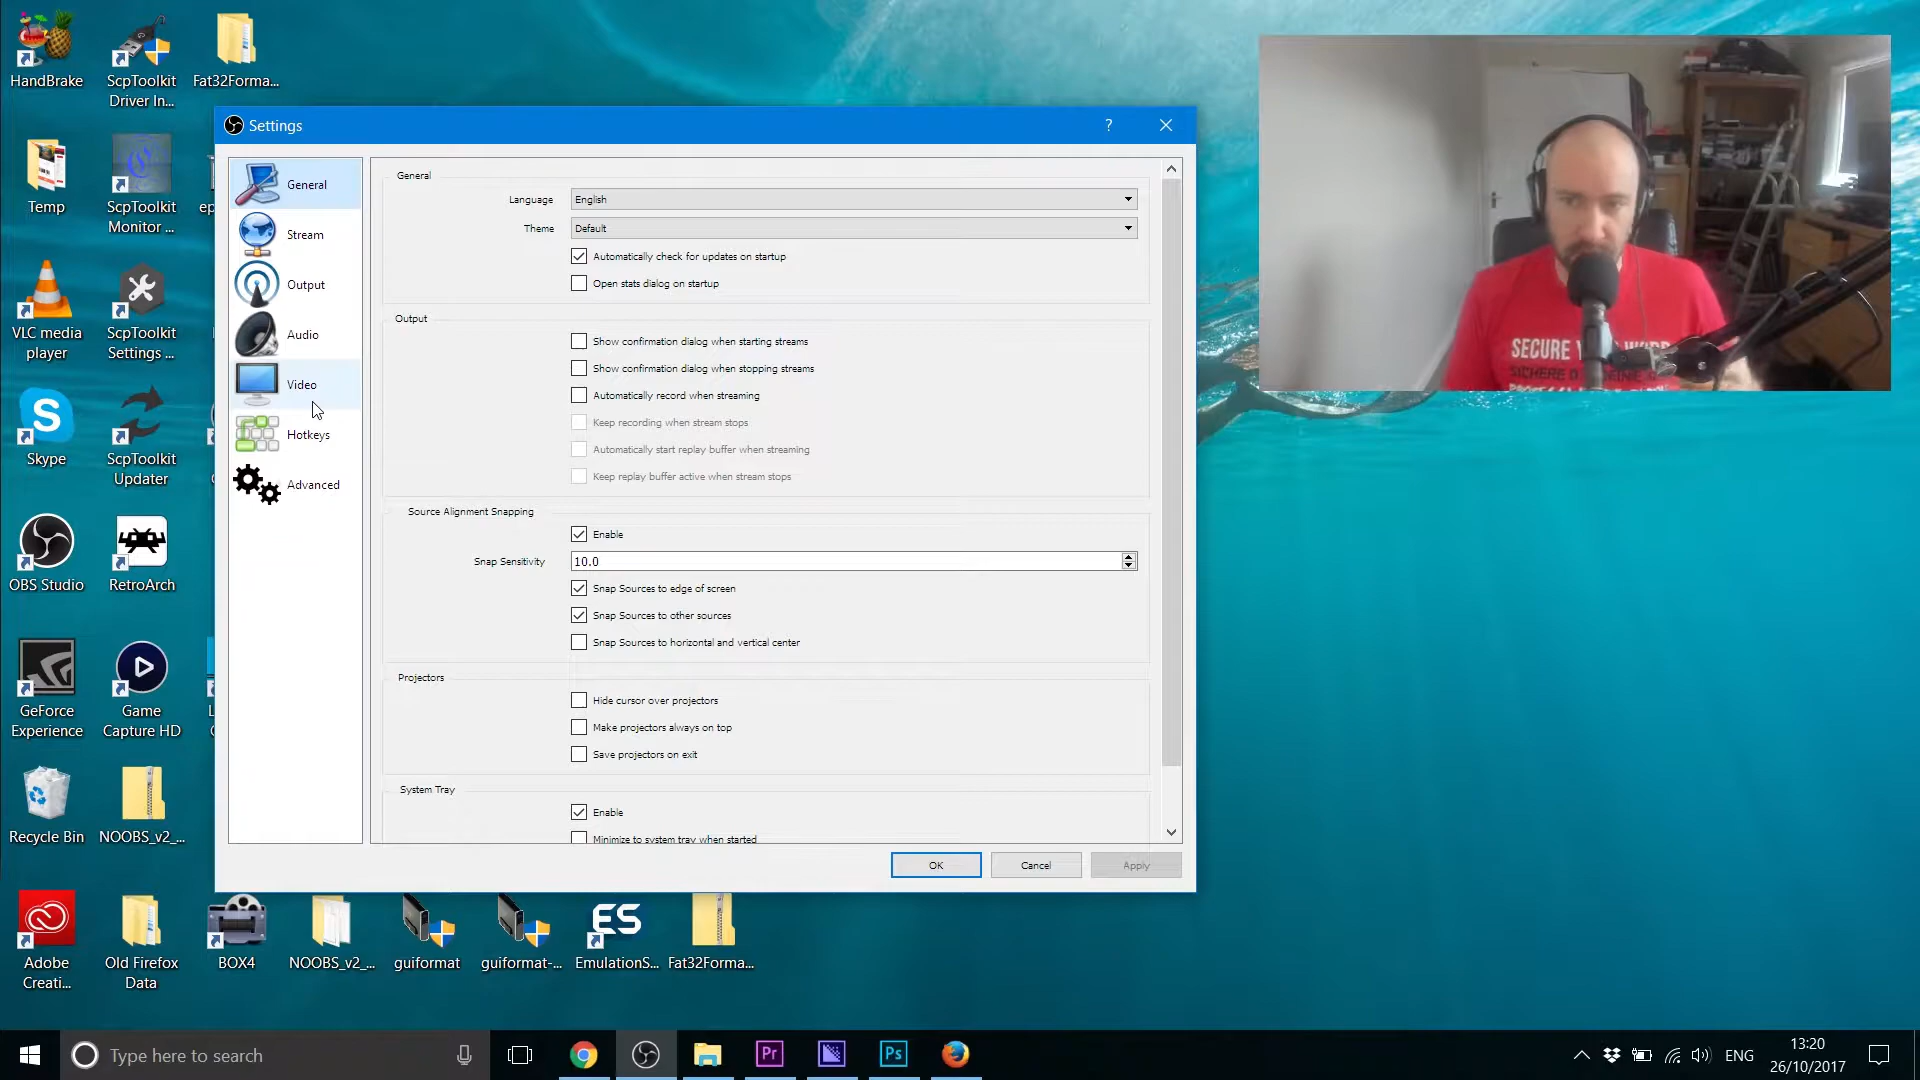 HandBrake
ScpToolkit
Driver In...
Fat32Forma...
Temp
ScpToolkit
Monitor ...
VLC media
player
ScpToolkit
Settings ...
Skype
ScpToolkit
Updater
OBS Studio
RetroArch
GeForce
Experience
Game
Capture HD
Recycle Bin
NOOBS_v2_...
Adobe
Creati...
Old Firefox
Data
BOX4
NOOBS_v2_...
guiformat
guiformat-...
ES
EmulationS...
Fat32Forma...
Settings
?
General
Stream
Output
Audio
Video
Hotkeys
Advanced
General
Language
English
Theme
Default
Automatically check for updates on startup
Open stats dialog on startup
Output
Show confirmation dialog when starting streams
Show confirmation dialog when stopping streams
Automatically record when streaming
Keep recording when stream stops
Automatically start replay buffer when streaming
Keep replay buffer active when stream stops
Source Alignment Snapping
Enable
Snap Sensitivity
10.0
Snap Sources to edge of screen
Snap Sources to other sources
Snap Sources to horizontal and vertical center
Projectors
Hide cursor over projectors
Make projectors always on top
Save projectors on exit
System Tray
Enable
Minimize to system tray when started
OK
Cancel
Apply
SECURE
Type here to search
Pr
Ps
ENG
13:20
26/10/2017